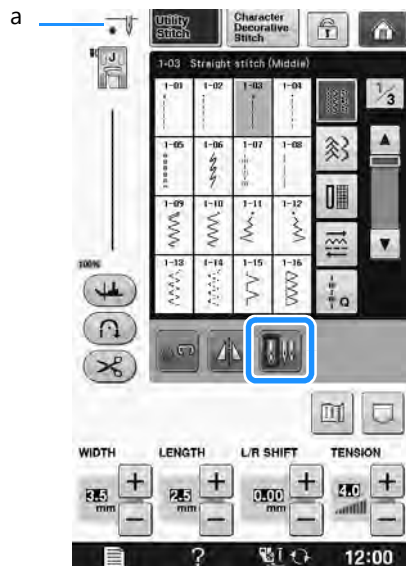 a
Utility Stitch
Character Decorative Stitch
J
1-03 Straight stitch (Middle)
1-01 1-02 1-03 1-04
1/3
1-05 1-06 1-07 1-08
1-09 1-10 1-11 1-12
1-13 1-14 1-15 1-16
Q
100%
WIDTH LENGTH L/R SHIFT TENSION
3.5 mm + - 2.5 mm + - 0.00 mm + - 4.0 + -
? 12:00